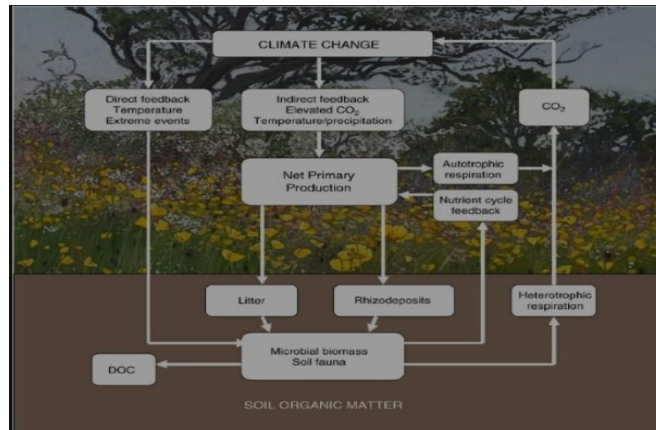 CLIMATE CHANGE
Direct feedback
Temperature
Extreme events
Indirect feedback
Elevated CO₂
Temperature/precipitation
CO₂
Net Primary
Production
Autotrophic
respiration
Nutrient cycle
feedback
Litter
Rhizodeposits
Heterotrophic
respiration
Microbial biomass
Soil fauna
DOC
SOIL ORGANIC MATTER